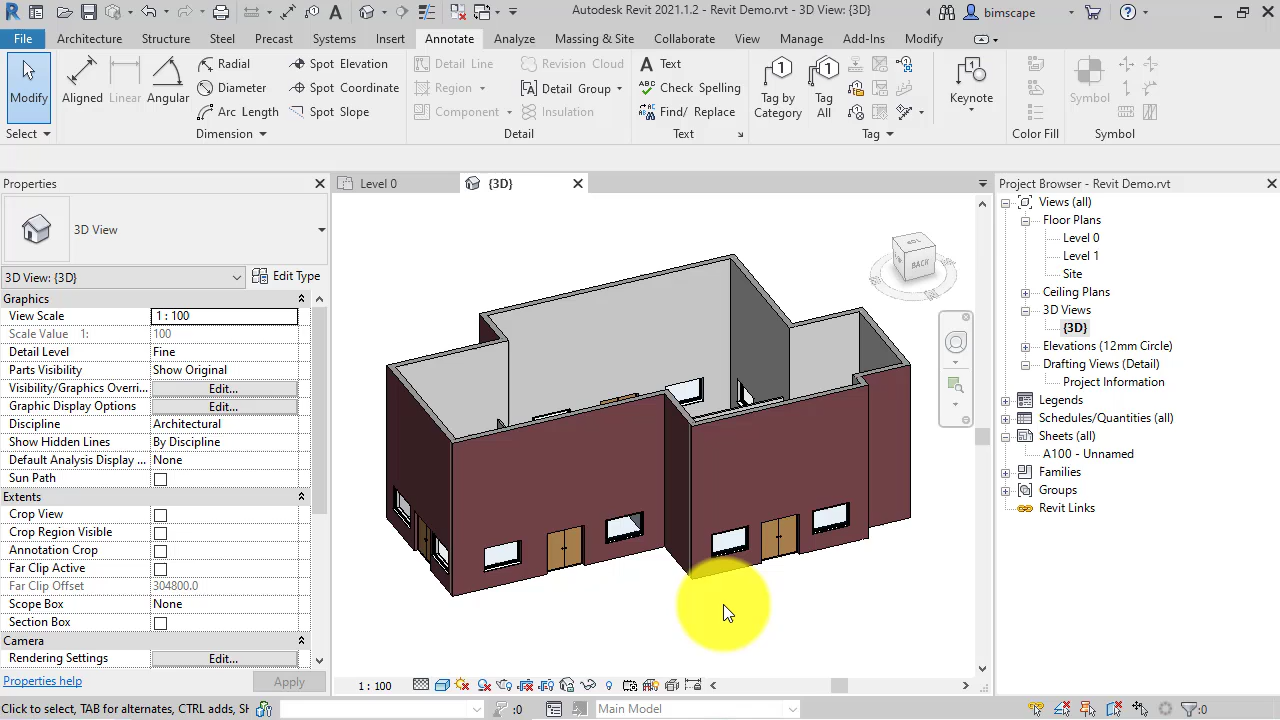 Autodesk Revit 2021.1.2 - Revit Demo.rvt - 3D View: {3D}
bimscape
File Architecture Structure Steel Precast Systems Insert Annotate Analyze Massing & Site Collaborate View Manage Add-Ins Modify
Modify
Select
Aligned
Linear
Angular
Radial
Diameter
Arc Length
Spot Elevation
Spot Coordinate
Spot Slope
Dimension
Detail Line
Region
Component
Revision Cloud
Detail Group
Insulation
Detail
Text
Check Spelling
Find/ Replace
Text
Tag by
Category
Tag
All
Tag
Keynote
Color Fill
Symbol
Symbol
Properties
3D View
3D View: {3D}
Edit Type
Graphics
View Scale 1 : 100
Scale Value 1: 100
Detail Level Fine
Parts Visibility Show Original
Visibility/Graphics Overri... Edit...
Graphic Display Options Edit...
Discipline Architectural
Show Hidden Lines By Discipline
Default Analysis Display ... None
Sun Path
Extents
Crop View
Crop Region Visible
Annotation Crop
Far Clip Active
Far Clip Offset 304800.0
Scope Box None
Section Box
Camera
Rendering Settings Edit...
Properties help
Apply
Level 0
{3D}
BACK
1 : 100
Project Browser - Revit Demo.rvt
Views (all)
Floor Plans
Level 0
Level 1
Site
Ceiling Plans
3D Views
{3D}
Elevations (12mm Circle)
Drafting Views (Detail)
Project Information
Legends
Schedules/Quantities (all)
Sheets (all)
A100 - Unnamed
Families
Groups
Revit Links
Click to select, TAB for alternates, CTRL adds, SH
:0
Main Model
:0